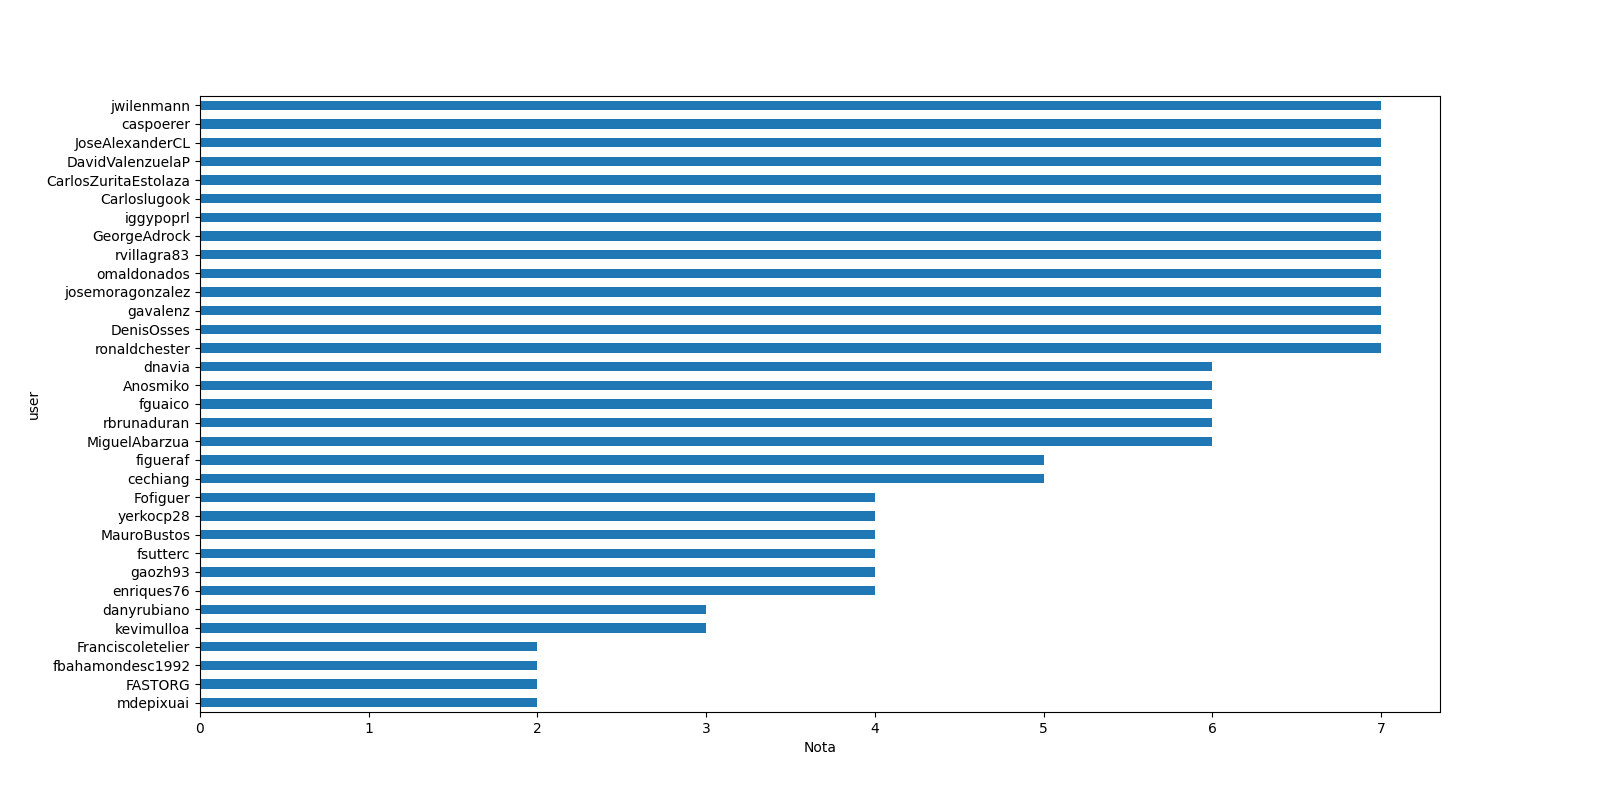 jwilenmann
caspoerer
JoseAlexanderCL
DavidValenzuelaP
CarlosZuritaEstolaza
Carloslugook
iggypoprl
GeorgeAdrock
rvillagra83
omaldonados
josemoragonzalez
gavalenz
DenisOsses
ronaldchester
dnavia
Anosmiko
fguaico
rbrunaduran
MiguelAbarzua
figueraf
cechiang
Fofiguer
yerkocp28
MauroBustos
fsutterc
gaozh93
enriques76
danyrubiano
kevimulloa
Franciscoletelier
fbahamondesc1992
FASTORG
mdepixuai
user
0 1 2 3 4 5 6 7
Nota